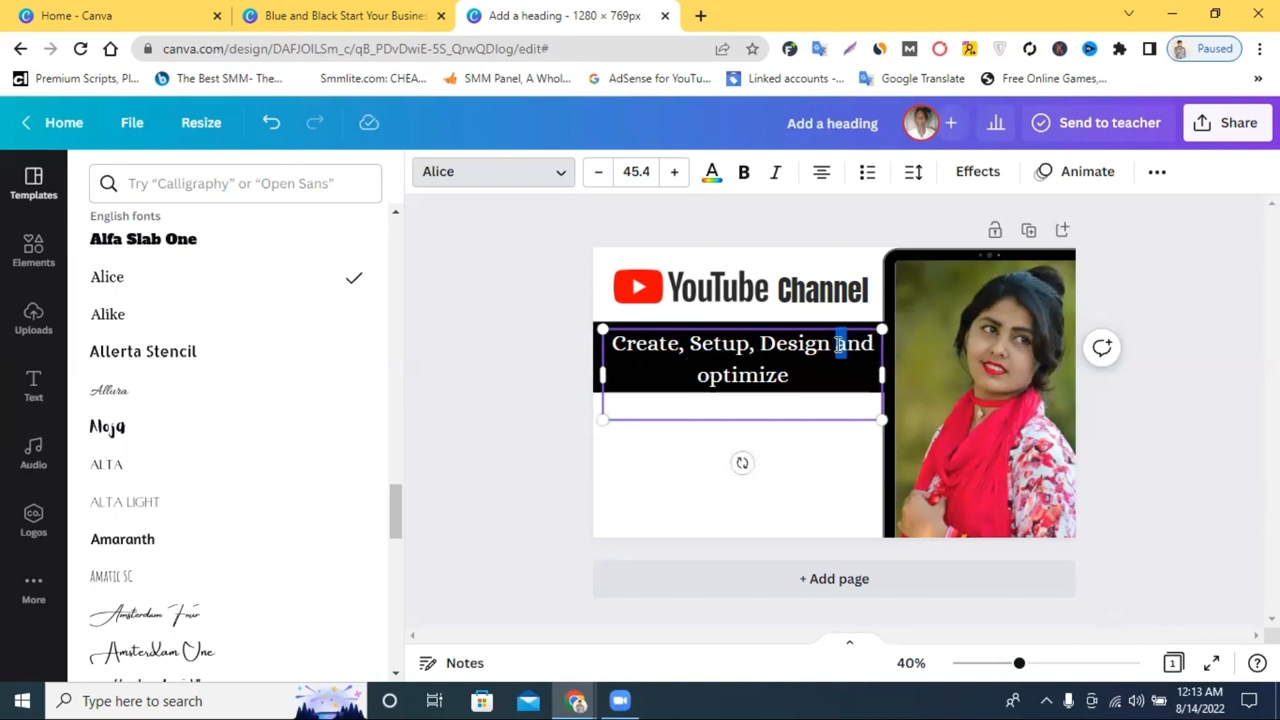 Home - Canva
Blue and Black Start Your Busines
Add a heading - 1280 × 769px
canva.com/design/DAFJOILSm_c/qB_PDvDwiE-5S_QrwQDlog/edit#
Paused
Premium Scripts, Pl...
The Best SMM- The...
Smmlite.com: CHEA...
SMM Panel, A Whol...
AdSense for YouTu...
Linked accounts -...
Google Translate
Free Online Games,...
Home
File
Resize
Add a heading
Send to teacher
Share
Templates
Elements
Uploads
Text
Audio
Logos
More
Try “Calligraphy” or “Open Sans”
English fonts
Alfa Slab One
Alice
Alike
Allerta Stencil
Allura
Moja
ALTA
ALTA LIGHT
Amaranth
AMATIC SC
Amsterdam Four
Amsterdam One
Alice
45.4
A
B
I
Effects
Animate
YouTube Channel
Create, Setup, Design and
optimize
+ Add page
Notes
40%
1
Type here to search
12:13 AM
8/14/2022